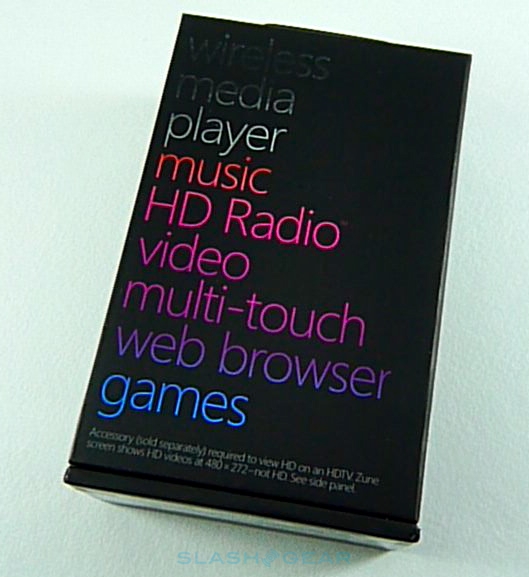 wireless
media
player
music
HD Radio™
video
multi-touch
web browser
games
Accessory (sold separately) required to view HD on an HDTV. Zune
screen shows HD videos at 480 x 272–not HD. See side panel.
SLASHGEAR